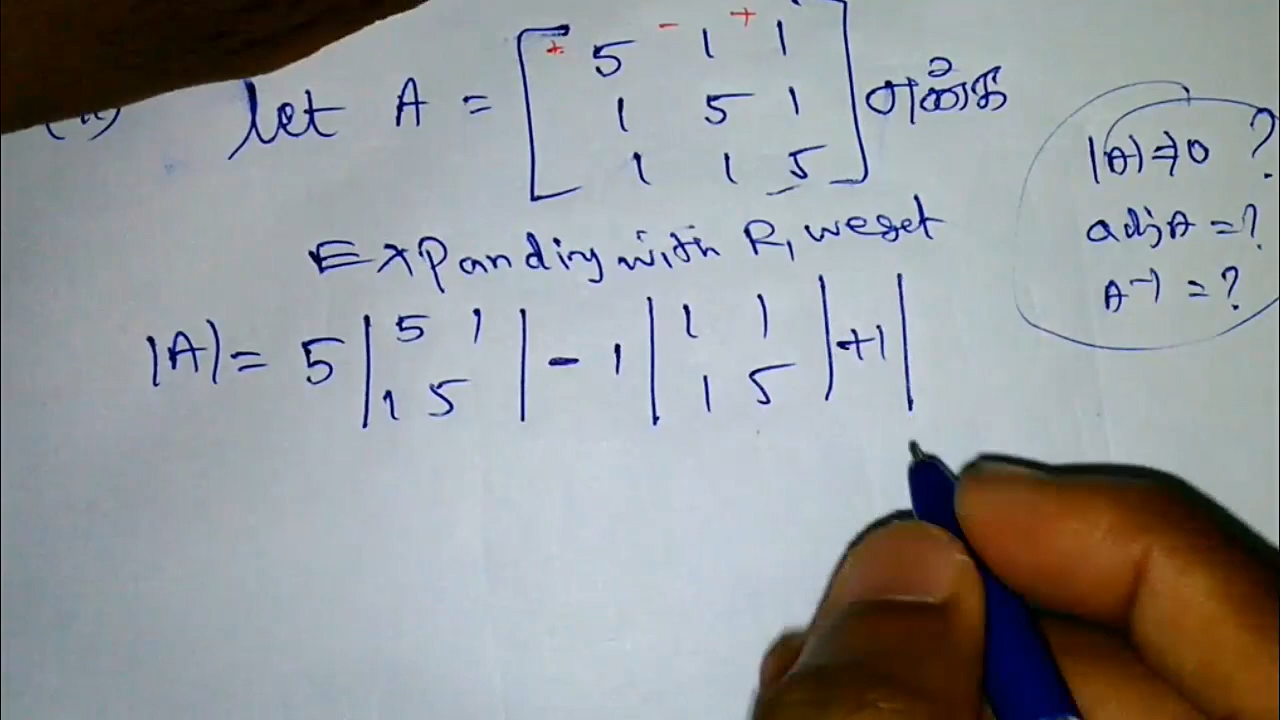 let A = [ + 5 - 1 + 1 ] என்க
1 5 1
1 1 5
|A| ≠ 0 ?
adj A = ?
A-1 = ?
Expanding with R1 we get
|A| = 5 | 5 1 | - 1 | 1 1 | + 1 |
1 5 1 5